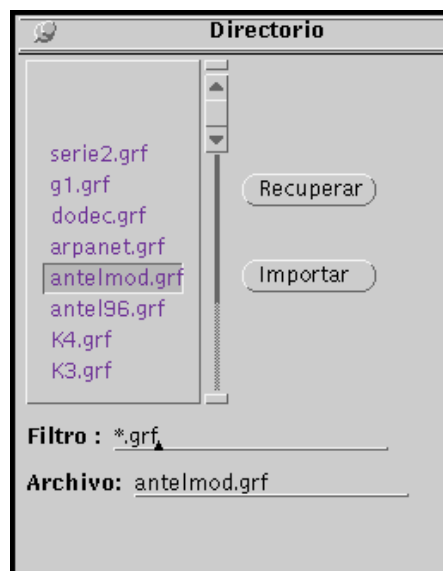 Directorio
serie2.grf
g1.grf
dodec.grf
arpanet.grf
antelmod.grf
antel96.grf
K4.grf
K3.grf
Recuperar
Importar
Filtro : *.grf
Archivo: antelmod.grf